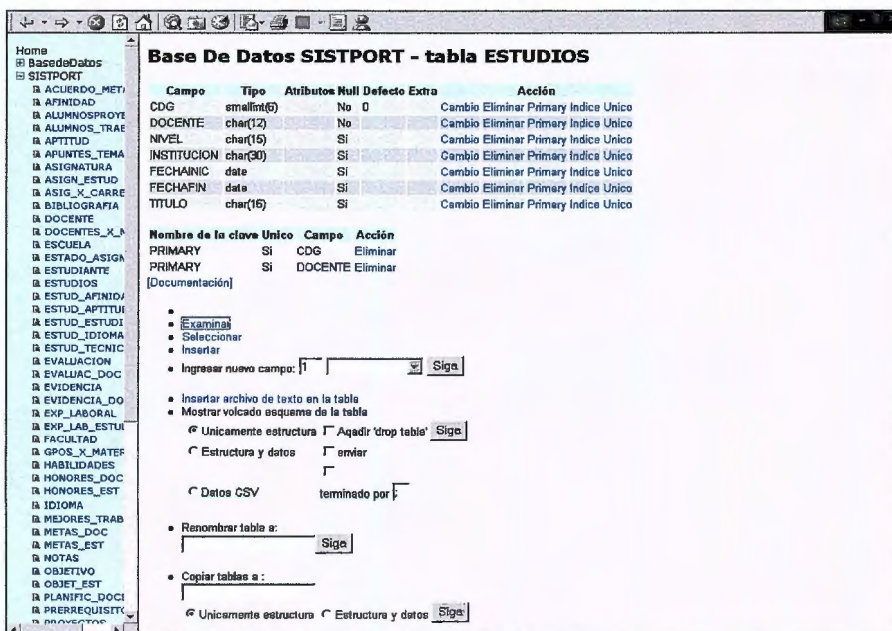 Home
BasedeDatos
SISTPORT
ACUERDO_META
AFINIDAD
ALUMNOSPROYE
ALUMNOS_TRAE
APTITUD
APUNTES_TEMA
ASIGNATURA
ASIGN_ESTUD
ASIG_X_CARRE
BIBLIOGRAFIA
DOCENTE
DOCENTES_X_M
ESCUELA
ESTADO_ASIGN
ESTUDIANTE
ESTUDIOS
ESTUD_AFINIDA
ESTUD_APTITUI
ESTUD_ESTUDI
ESTUD_IDIOMA
ESTUD_TECNIC
EVALUACION
EVALUAC_DOC
EVIDENCIA
EVIDENCIA_DO
EXP_LABORAL
EXP_LAB_ESTUI
FACULTAD
GPOS_X_MATER
HABILIDADES
HONORES_DOC
HONORES_EST
IDIOMA
MEJORES_TRAB
METAS_DOC
METAS_EST
NOTAS
OBJETIVO
OBJET_EST
PLANIFIC_DOCE
PRERREQUISITO
PROYECTOS
Base De Datos SISTPORT - tabla ESTUDIOS
Campo Tipo Atributos Null Defecto Extra Acción
CDG smallint(6) No 0 Cambio Eliminar Primary Indice Unico
DOCENTE char(12) No Cambio Eliminar Primary Indice Unico
NIVEL char(15) Si Cambio Eliminar Primary Indice Unico
INSTITUCION char(30) Si Cambio Eliminar Primary Indice Unico
FECHAINIC date Si Cambio Eliminar Primary Indice Unico
FECHAFIN date Si Cambio Eliminar Primary Indice Unico
TITULO char(16) Si Cambio Eliminar Primary Indice Unico
Nombre de la clave Unico Campo Acción
PRIMARY Si CDG Eliminar
PRIMARY Si DOCENTE Eliminar
[Documentación]
Examinar
Seleccionar
Insertar
Ingresar nuevo campo: 1 Siga
Insertar archivo de texto en la tabla
Mostrar volcado esquema de la tabla
Unicamente estructura Aqadir 'drop table' Siga
Estructura y datos enviar
Datos CSV terminado por ;
Renombrar tabla a:
Siga
Copiar tablas a :
Unicamente estructura Estructura y datos Siga